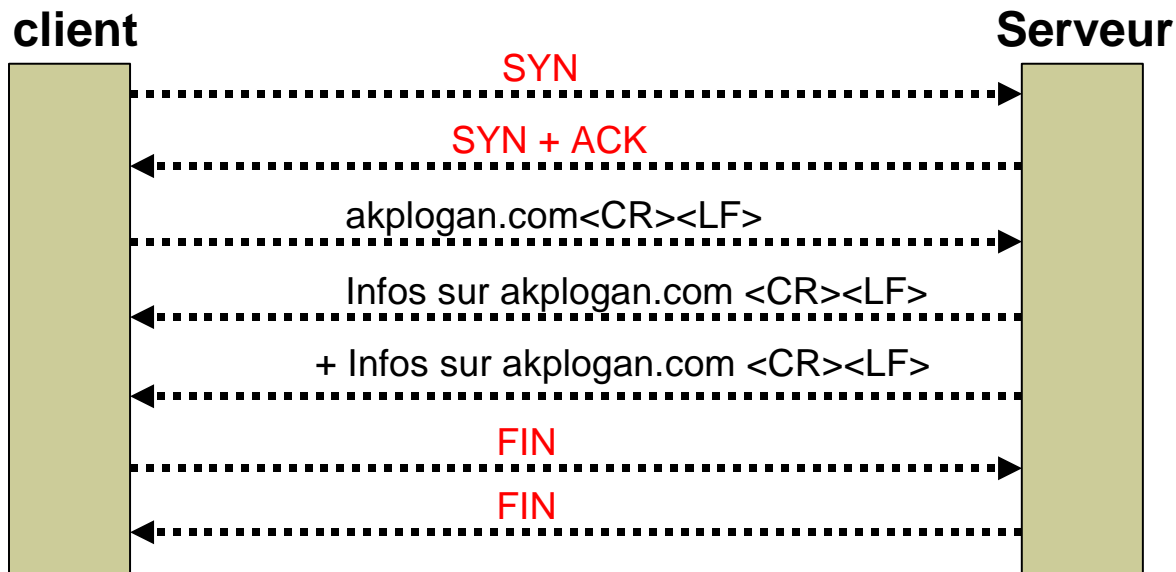 client
Serveur
SYN
SYN + ACK
akplogan.com<CR><LF>
Infos sur akplogan.com <CR><LF>
+ Infos sur akplogan.com <CR><LF>
FIN
FIN